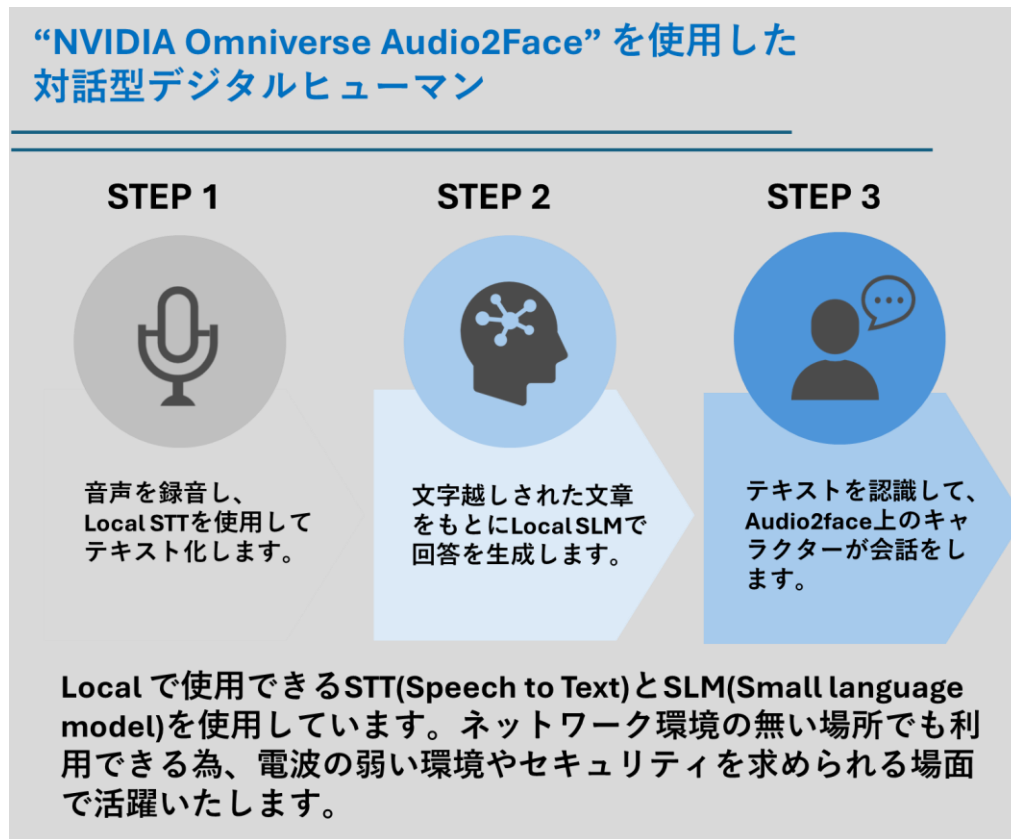 “NVIDIA Omniverse Audio2Face” を使用した
対話型デジタルヒューマン
STEP 1
STEP 2
STEP 3
音声を録音し、
Local STTを使用して
テキスト化します。
文字越しされた文章
をもとにLocal SLMで
回答を生成します。
テキストを認識して、
Audio2face上のキャ
ラクターが会話をし
ます。
Local で使用できるSTT(Speech to Text)とSLM(Small language
model)を使用しています。ネットワーク環境の無い場所でも利
用できる為、電波の弱い環境やセキュリティを求められる場面
で活躍いたします。